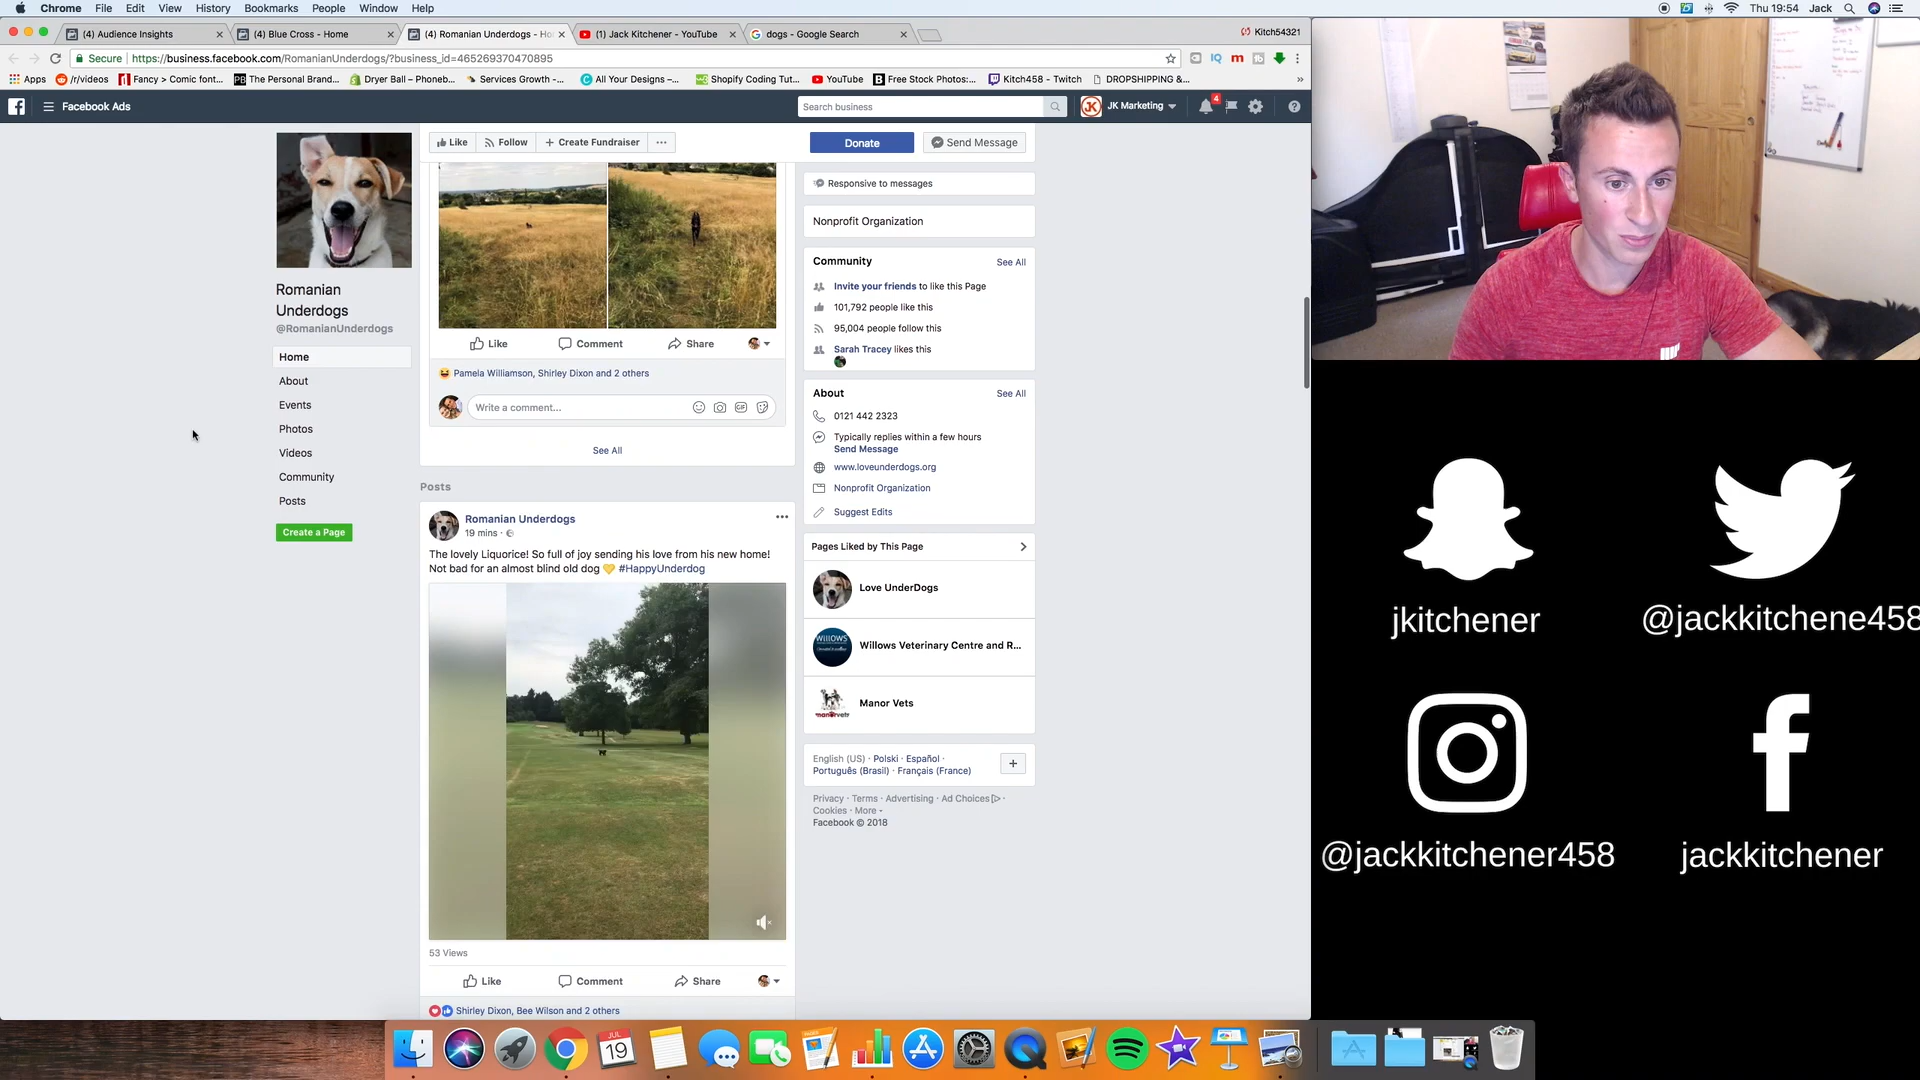 Chrome File Edit View History Bookmarks People Window Help
Thu 19:54 Jack
(4) Audience Insights
(4) Blue Cross - Home
(4) Romanian Underdogs - Ho
(1) Jack Kitchener - YouTube
dogs - Google Search
Kitch54321
Secure https://business.facebook.com/RomanianUnderdogs/?business_id=465269370470895
Apps
/r/videos
Fancy > Comic font...
The Personal Brand...
Dryer Ball – Phoneb...
Services Growth -...
All Your Designs –...
Shopify Coding Tut...
YouTube
Free Stock Photos:...
Kitch458 - Twitch
DROPSHIPPING &...
Facebook Ads
Search business
JK Marketing
4
Like
Follow
+ Create Fundraiser
...
Donate
Send Message
Romanian
Underdogs
@RomanianUnderdogs
Home
About
Events
Photos
Videos
Community
Posts
Create a Page
Like
Comment
Share
Pamela Williamson, Shirley Dixon and 2 others
Write a comment...
See All
Posts
Romanian Underdogs
19 mins ·
The lovely Liquorice! So full of joy sending his love from his new home!
Not bad for an almost blind old dog 💛 #HappyUnderdog
53 Views
Like
Comment
Share
Shirley Dixon, Bee Wilson and 2 others
Responsive to messages
Nonprofit Organization
Community
See All
Invite your friends to like this Page
101,792 people like this
95,004 people follow this
Sarah Tracey likes this
About
See All
0121 442 2323
Typically replies within a few hours
Send Message
www.loveunderdogs.org
Nonprofit Organization
Suggest Edits
Pages Liked by This Page
Love UnderDogs
Willows Veterinary Centre and R...
Manor Vets
English (US) · Polski · Español ·
Português (Brasil) · Français (France)
Privacy · Terms · Advertising · Ad Choices ·
Cookies · More
Facebook © 2018
jkitchener
@jackkitchene458
@jackkitchener458
jackkitchener
JUL
19